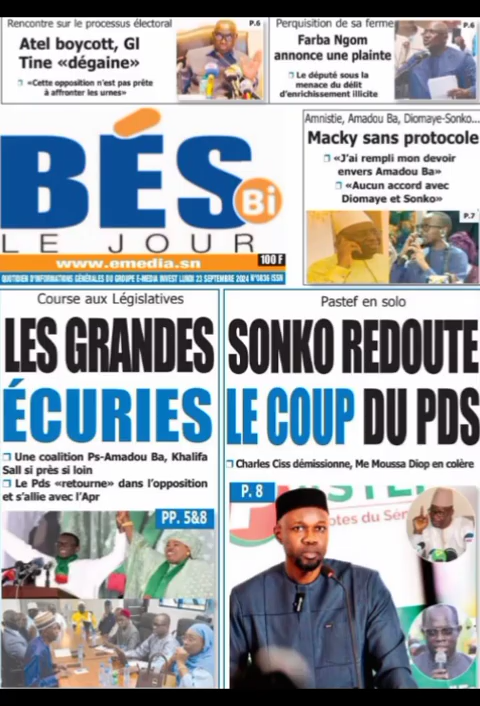 Rencontre sur le processus électoral
Atel boycott, Gl
Tine «dégaine»
«Cette opposition n'est pas prête
à affronter les urnes»
P.6
Perquisition de sa ferme
Farba Ngom
annonce une plainte
Le député sous la
menace du délit
d'enrichissement illicite
P.6
BÉS
Bi
LE JOUR
www.emedia.sn
100 F
QUOTIDIEN D'INFORMATIONS GÉNÉRALES DU GROUPE E-MEDIA INVEST LUNDI 23 SEPTEMBRE 2024 N°0836 ISSN
Amnistie, Amadou Ba, Diomaye-Sonko...
Macky sans protocole
«J'ai rempli mon devoir
envers Amadou Ba»
«Aucun accord avec
Diomaye et Sonko»
P.7
Course aux Législatives
LES GRANDES
ÉCURIES
Une coalition Ps-Amadou Ba, Khalifa
Sall si près si loin
Le Pds «retourne» dans l'opposition
et s'allie avec l'Apr
PP. 5&8
Pastef en solo
SONKO REDOUTE
LE COUP DU PDS
Charles Ciss démissionne, Me Moussa Diop en colère
P. 8